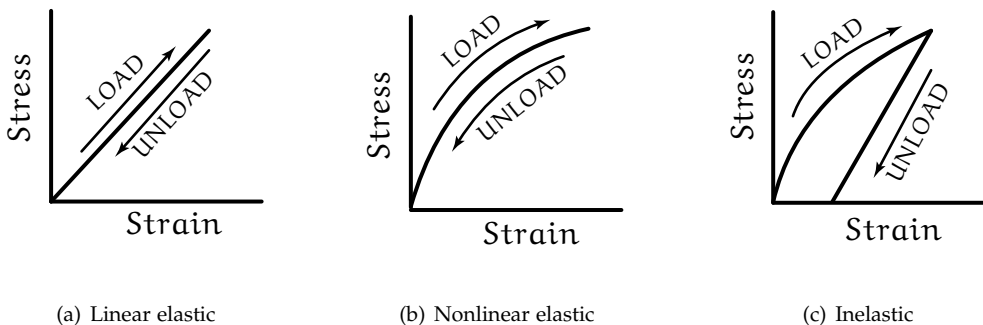 Stress
LOAD
UNLOAD
Strain
(a) Linear elastic
Stress
LOAD
UNLOAD
Strain
(b) Nonlinear elastic
Stress
LOAD
UNLOAD
Strain
(c) Inelastic